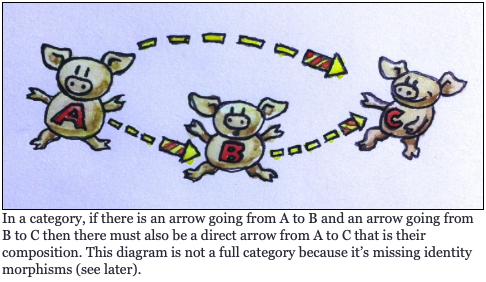 A
B
C
In a category, if there is an arrow going from A to B and an arrow going from
B to C then there must also be a direct arrow from A to C that is their
composition. This diagram is not a full category because it’s missing identity
morphisms (see later).